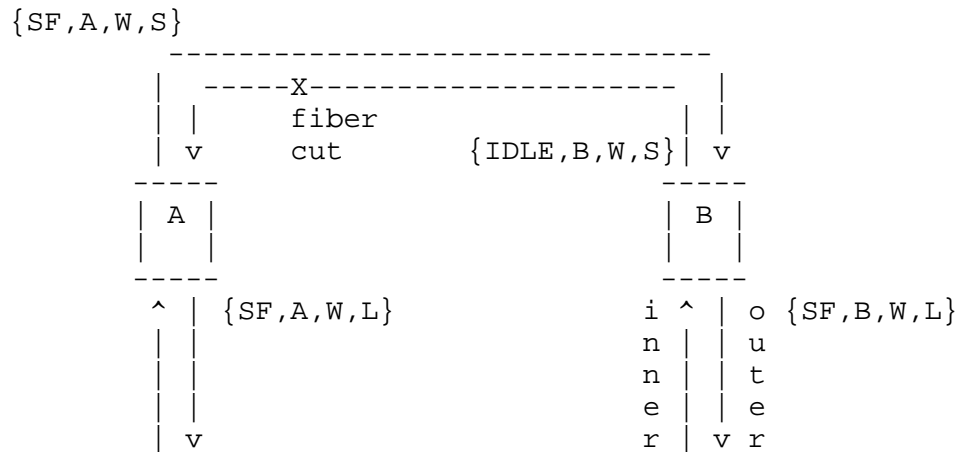 {SF,A,W,S}
-------------------------------
| -----X--------------------- |
| | fiber | |
| v cut {IDLE,B,W,S}| v
----- -----
| A | | B |
| | | |
----- -----
^ | {SF,A,W,L} i ^ | o {SF,B,W,L}
| | n | | u
| | n | | t
| | e | | e
| v r | v r